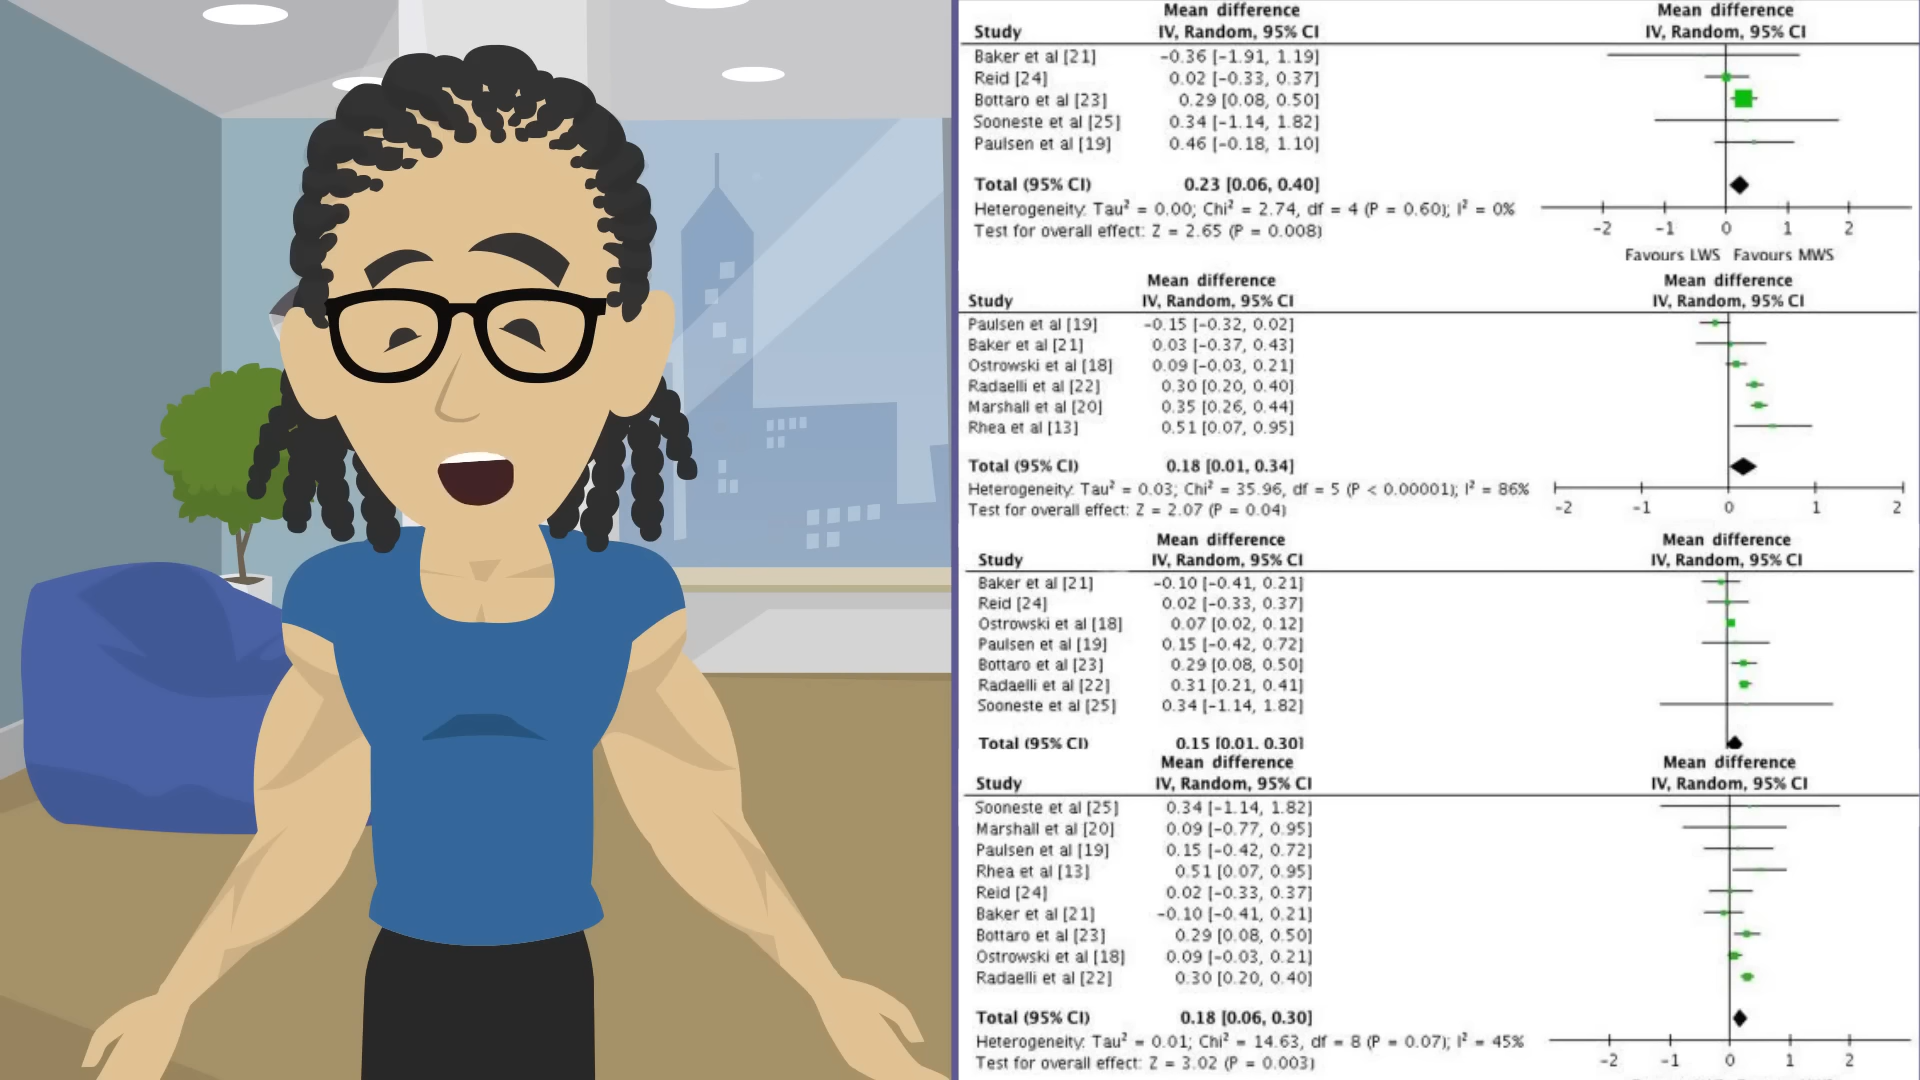 Mean difference Mean difference
Study IV, Random, 95% CI IV, Random, 95% CI
Baker et al [21] -0.36 [-1.91, 1.19]
Reid [24] 0.02 [-0.33, 0.37]
Bottaro et al [23] 0.29 [0.08, 0.50]
Sooneste et al [25] 0.34 [-1.14, 1.82]
Paulsen et al [19] 0.46 [-0.18, 1.10]
Total (95% CI) 0.23 [0.06, 0.40]
Heterogeneity: Tau² = 0.00; Chi² = 2.74, df = 4 (P = 0.60); I² = 0%
Test for overall effect: Z = 2.65 (P = 0.008)
-2 -1 0 1 2
Favours LWS Favours MWS
Mean difference Mean difference
Study IV, Random, 95% CI IV, Random, 95% CI
Paulsen et al [19] -0.15 [-0.32, 0.02]
Baker et al [21] 0.03 [-0.37, 0.43]
Ostrowski et al [18] 0.09 [-0.03, 0.21]
Radaelli et al [22] 0.30 [0.20, 0.40]
Marshall et al [20] 0.35 [0.26, 0.44]
Rhea et al [13] 0.51 [0.07, 0.95]
Total (95% CI) 0.18 [0.01, 0.34]
Heterogeneity: Tau² = 0.03; Chi² = 35.96, df = 5 (P < 0.00001); I² = 86%
Test for overall effect: Z = 2.07 (P = 0.04)
-2 -1 0 1 2
Mean difference Mean difference
Study IV, Random, 95% CI IV, Random, 95% CI
Baker et al [21] -0.10 [-0.41, 0.21]
Reid [24] 0.02 [-0.33, 0.37]
Ostrowski et al [18] 0.07 [0.02, 0.12]
Paulsen et al [19] 0.15 [-0.42, 0.72]
Bottaro et al [23] 0.29 [0.08, 0.50]
Radaelli et al [22] 0.31 [0.21, 0.41]
Sooneste et al [25] 0.34 [-1.14, 1.82]
Total (95% CI) 0.15 [0.01, 0.30]
Mean difference Mean difference
Study IV, Random, 95% CI IV, Random, 95% CI
Sooneste et al [25] 0.34 [-1.14, 1.82]
Marshall et al [20] 0.09 [-0.77, 0.95]
Paulsen et al [19] 0.15 [-0.42, 0.72]
Rhea et al [13] 0.51 [0.07, 0.95]
Reid [24] 0.02 [-0.33, 0.37]
Baker et al [21] -0.10 [-0.41, 0.21]
Bottaro et al [23] 0.29 [0.08, 0.50]
Ostrowski et al [18] 0.09 [-0.03, 0.21]
Radaelli et al [22] 0.30 [0.20, 0.40]
Total (95% CI) 0.18 [0.06, 0.30]
Heterogeneity: Tau² = 0.01; Chi² = 14.63, df = 8 (P = 0.07); I² = 45%
Test for overall effect: Z = 3.02 (P = 0.003)
-2 -1 0 1 2